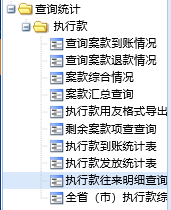 查询统计
执行款
查询案款到账情况
查询案款退款情况
案款综合情况
案款汇总查询
执行款用友格式导出
剩余案款项查查询
执行款到账统计表
执行款发放统计表
执行款往来明细查询
全首（市）执行款综